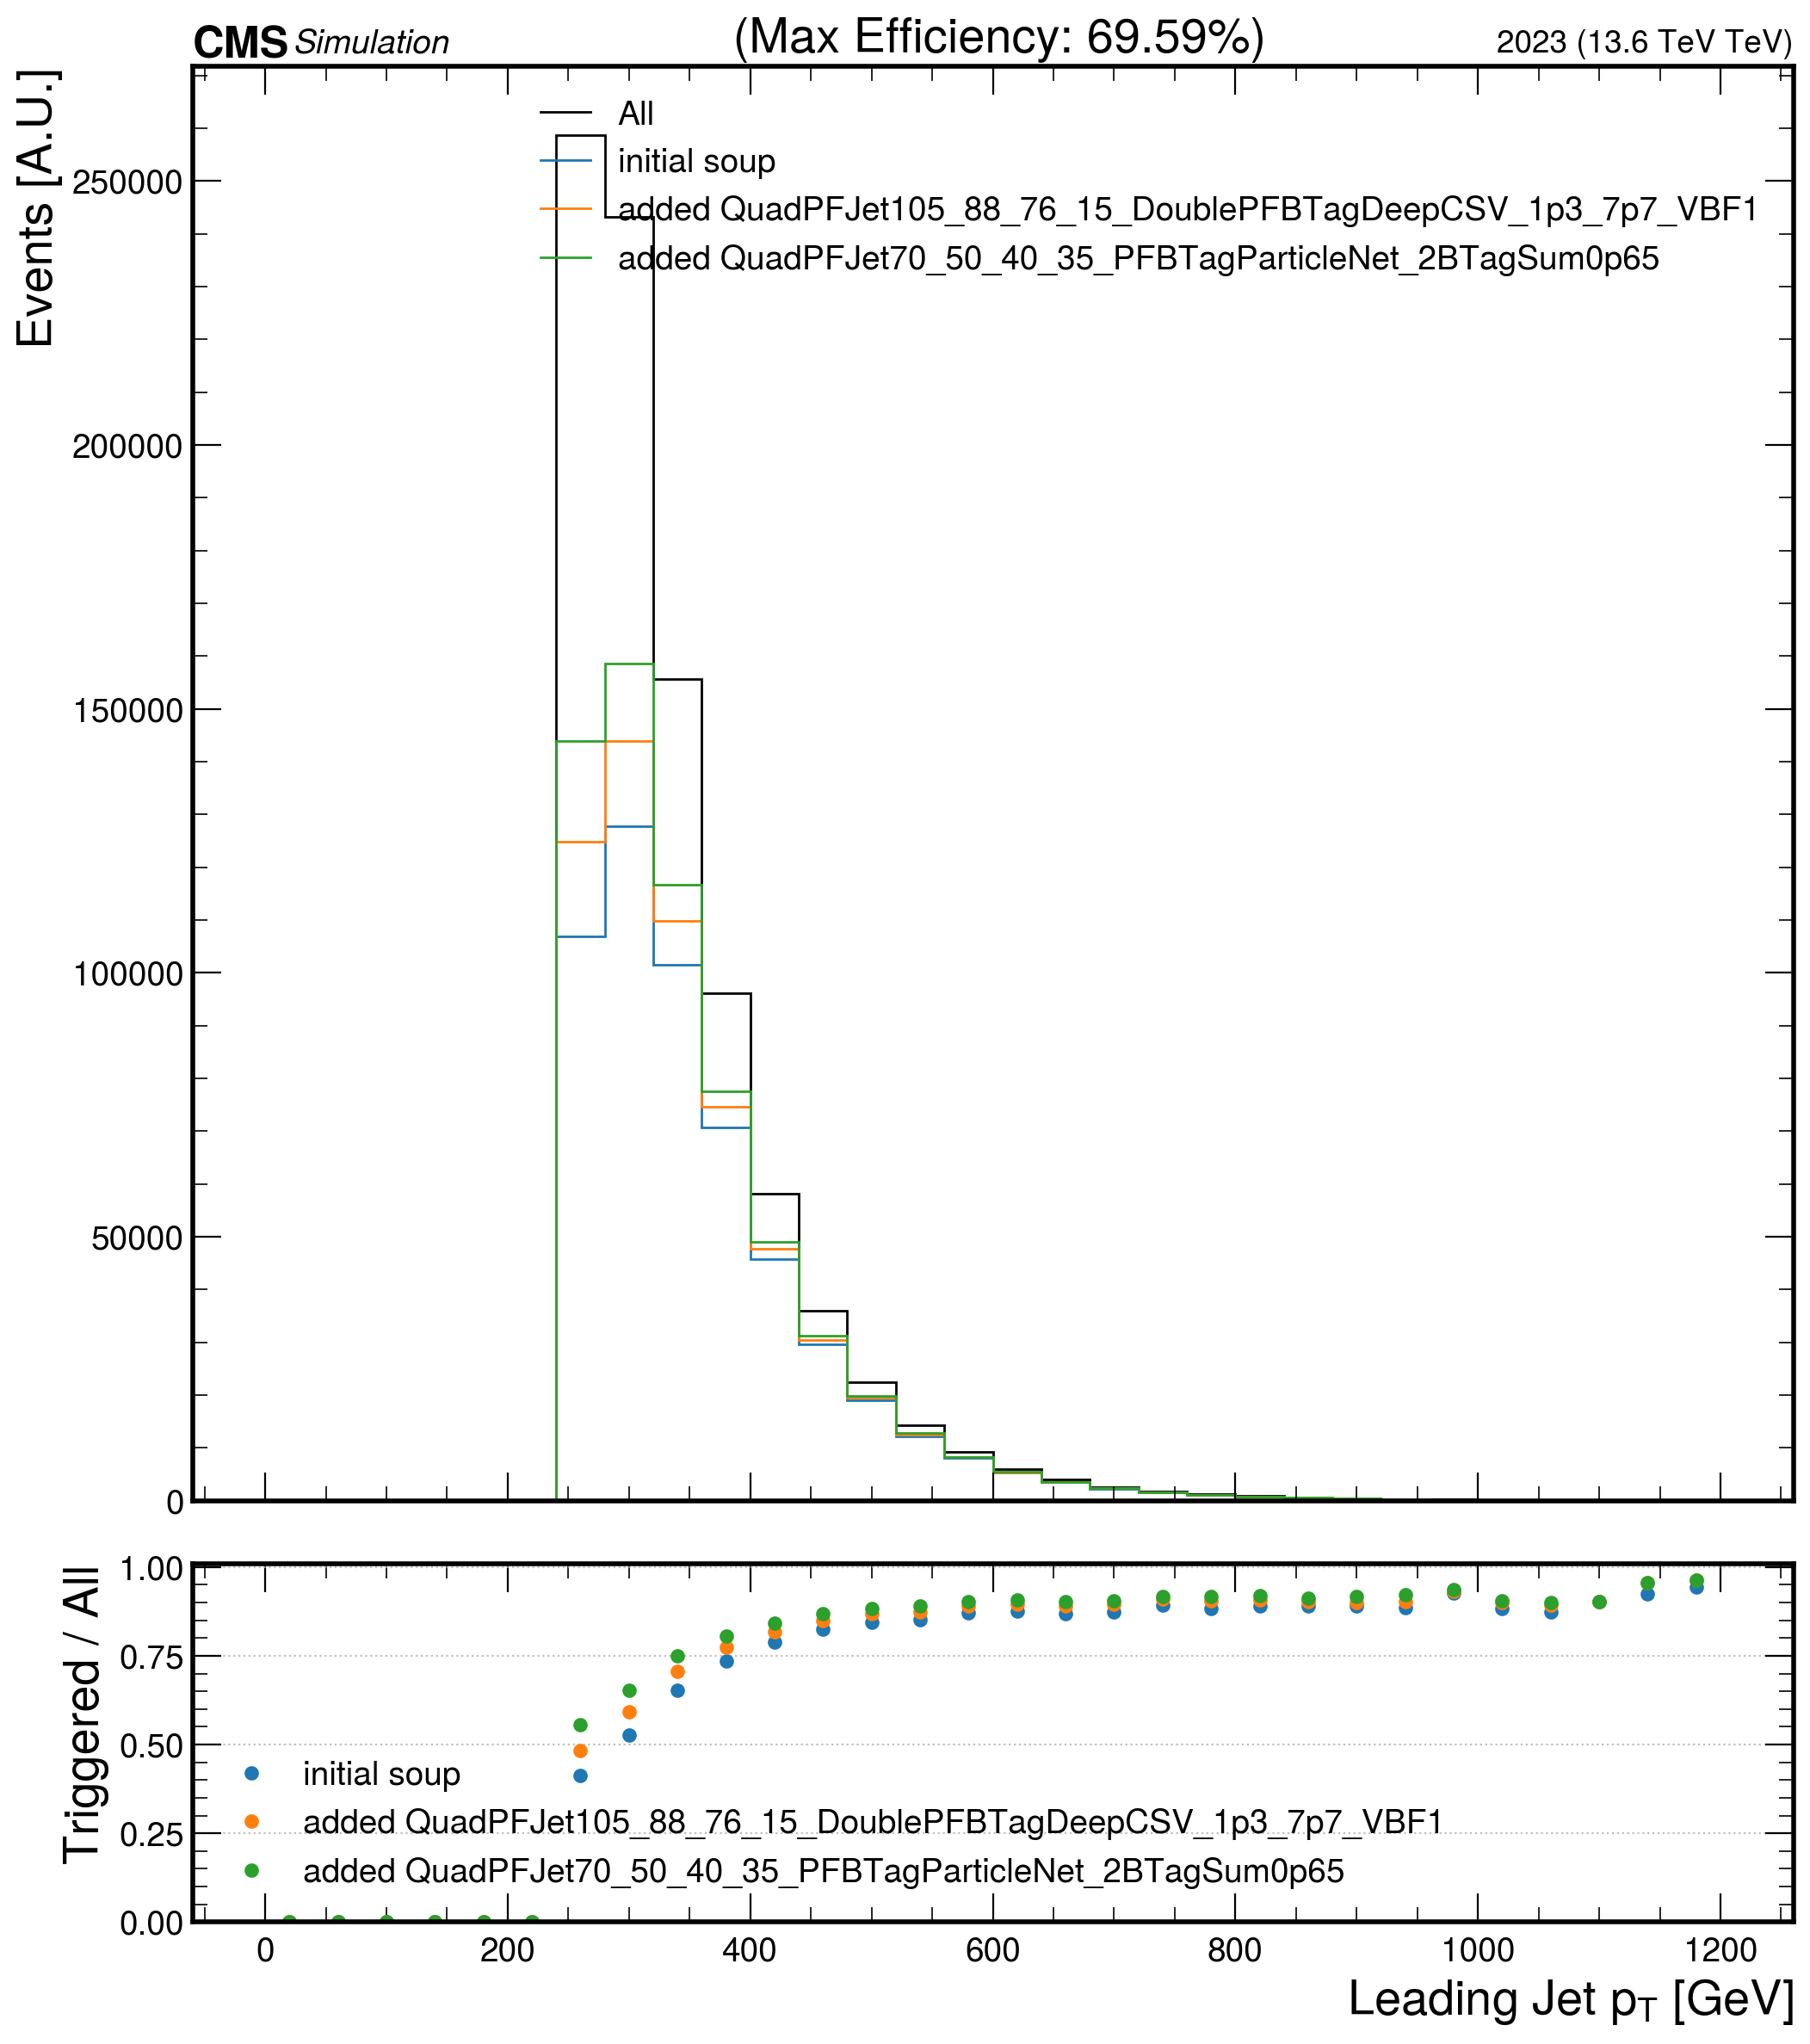 CMS Simulation (Max Efficiency: 69.59%) 2023 (13.6 TeV TeV)
Events [A.U.]
250000
200000
150000
100000
50000
0
All
initial soup
added QuadPFJet105_88_76_15_DoublePFBTagDeepCSV_1p3_7p7_VBF1
added QuadPFJet70_50_40_35_PFBTagParticleNet_2BTagSum0p65
Triggered / All
1.00
0.75
0.50
0.25
0.00
initial soup
added QuadPFJet105_88_76_15_DoublePFBTagDeepCSV_1p3_7p7_VBF1
added QuadPFJet70_50_40_35_PFBTagParticleNet_2BTagSum0p65
0 200 400 600 800 1000 1200
Leading Jet pT [GeV]